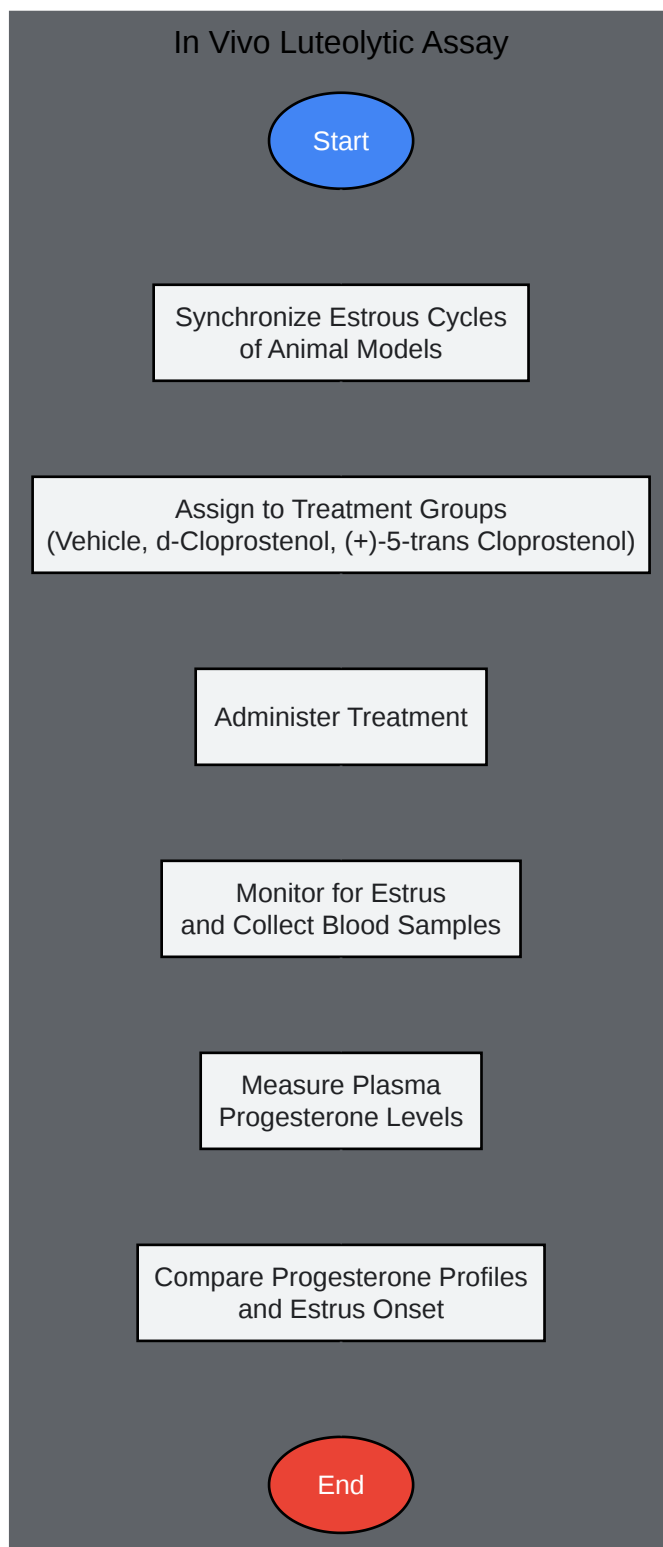 In Vivo Luteolytic Assay
Start
Synchronize Estrous Cycles
of Animal Models
Assign to Treatment Groups
(Vehicle, d-Cloprostenol, (+)-5-trans Cloprostenol)
Administer Treatment
Monitor for Estrus
and Collect Blood Samples
Measure Plasma
Progesterone Levels
Compare Progesterone Profiles
and Estrus Onset
End